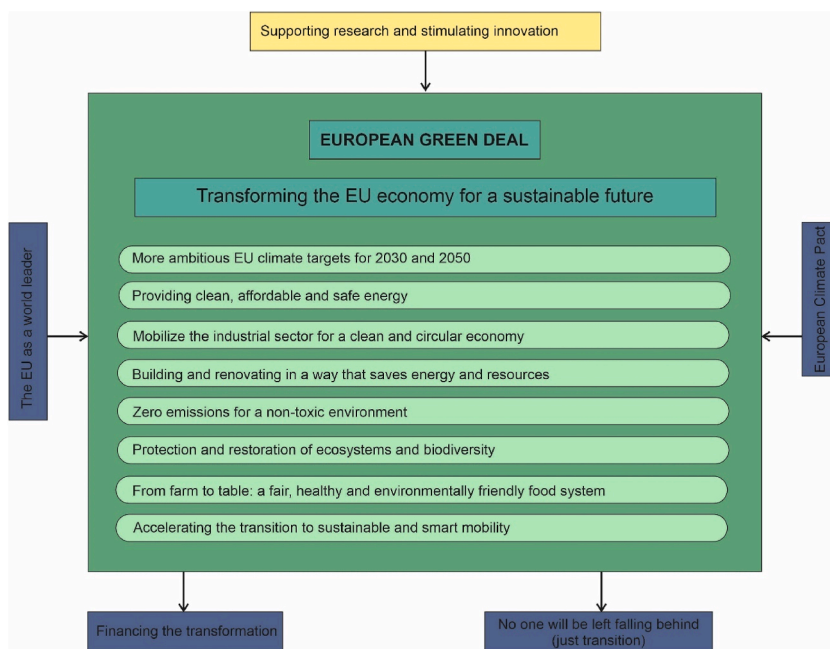 Supporting research and stimulating innovation
EUROPEAN GREEN DEAL
Transforming the EU economy for a sustainable future
The EU as a world leader
More ambitious EU climate targets for 2030 and 2050
Providing clean, affordable and safe energy
Mobilize the industrial sector for a clean and circular economy
Building and renovating in a way that saves energy and resources
Zero emissions for a non-toxic environment
Protection and restoration of ecosystems and biodiversity
From farm to table: a fair, healthy and environmentally friendly food system
Accelerating the transition to sustainable and smart mobility
European Climate Pact
Financing the transformation
No one will be left falling behind
(just transition)